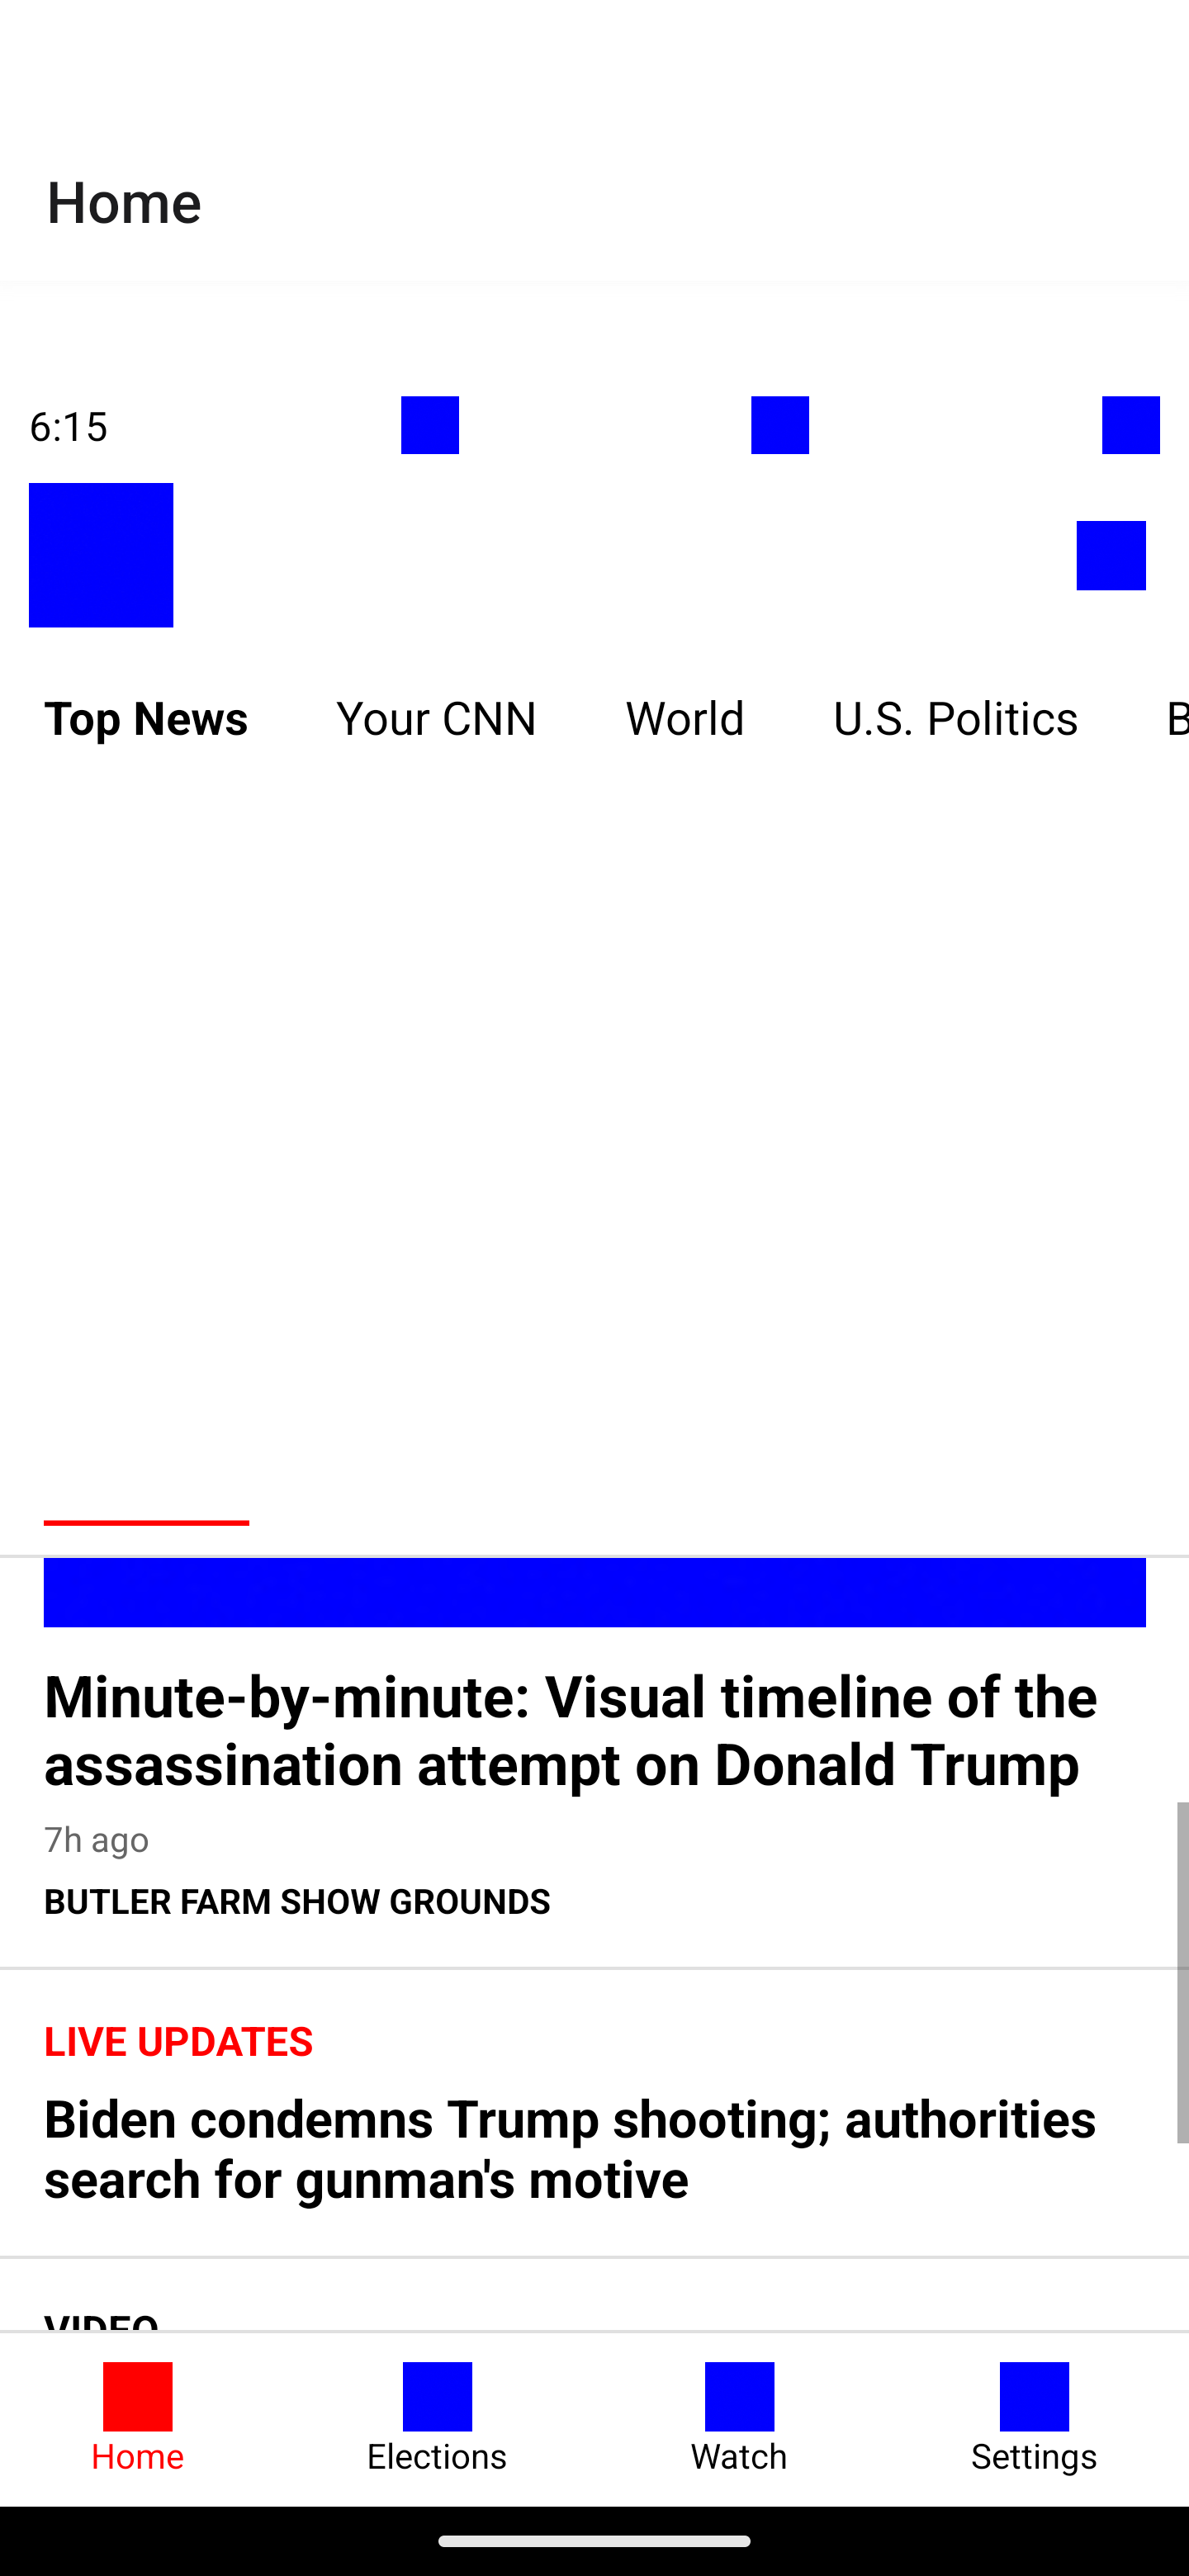 Home
6:15
Top News Your CNN World U.S. Politics B
Minute-by-minute: Visual timeline of the
assassination attempt on Donald Trump
7h ago
BUTLER FARM SHOW GROUNDS
LIVE UPDATES
Biden condemns Trump shooting; authorities
search for gunman's motive
VIDEO
Home Elections Watch Settings